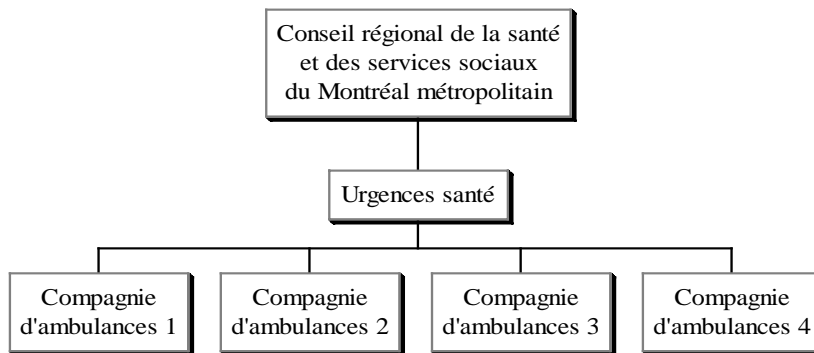 Conseil régional de la santé
et des services sociaux
du Montréal métropolitain
Urgences santé
Compagnie
d'ambulances 1
Compagnie
d'ambulances 2
Compagnie
d'ambulances 3
Compagnie
d'ambulances 4